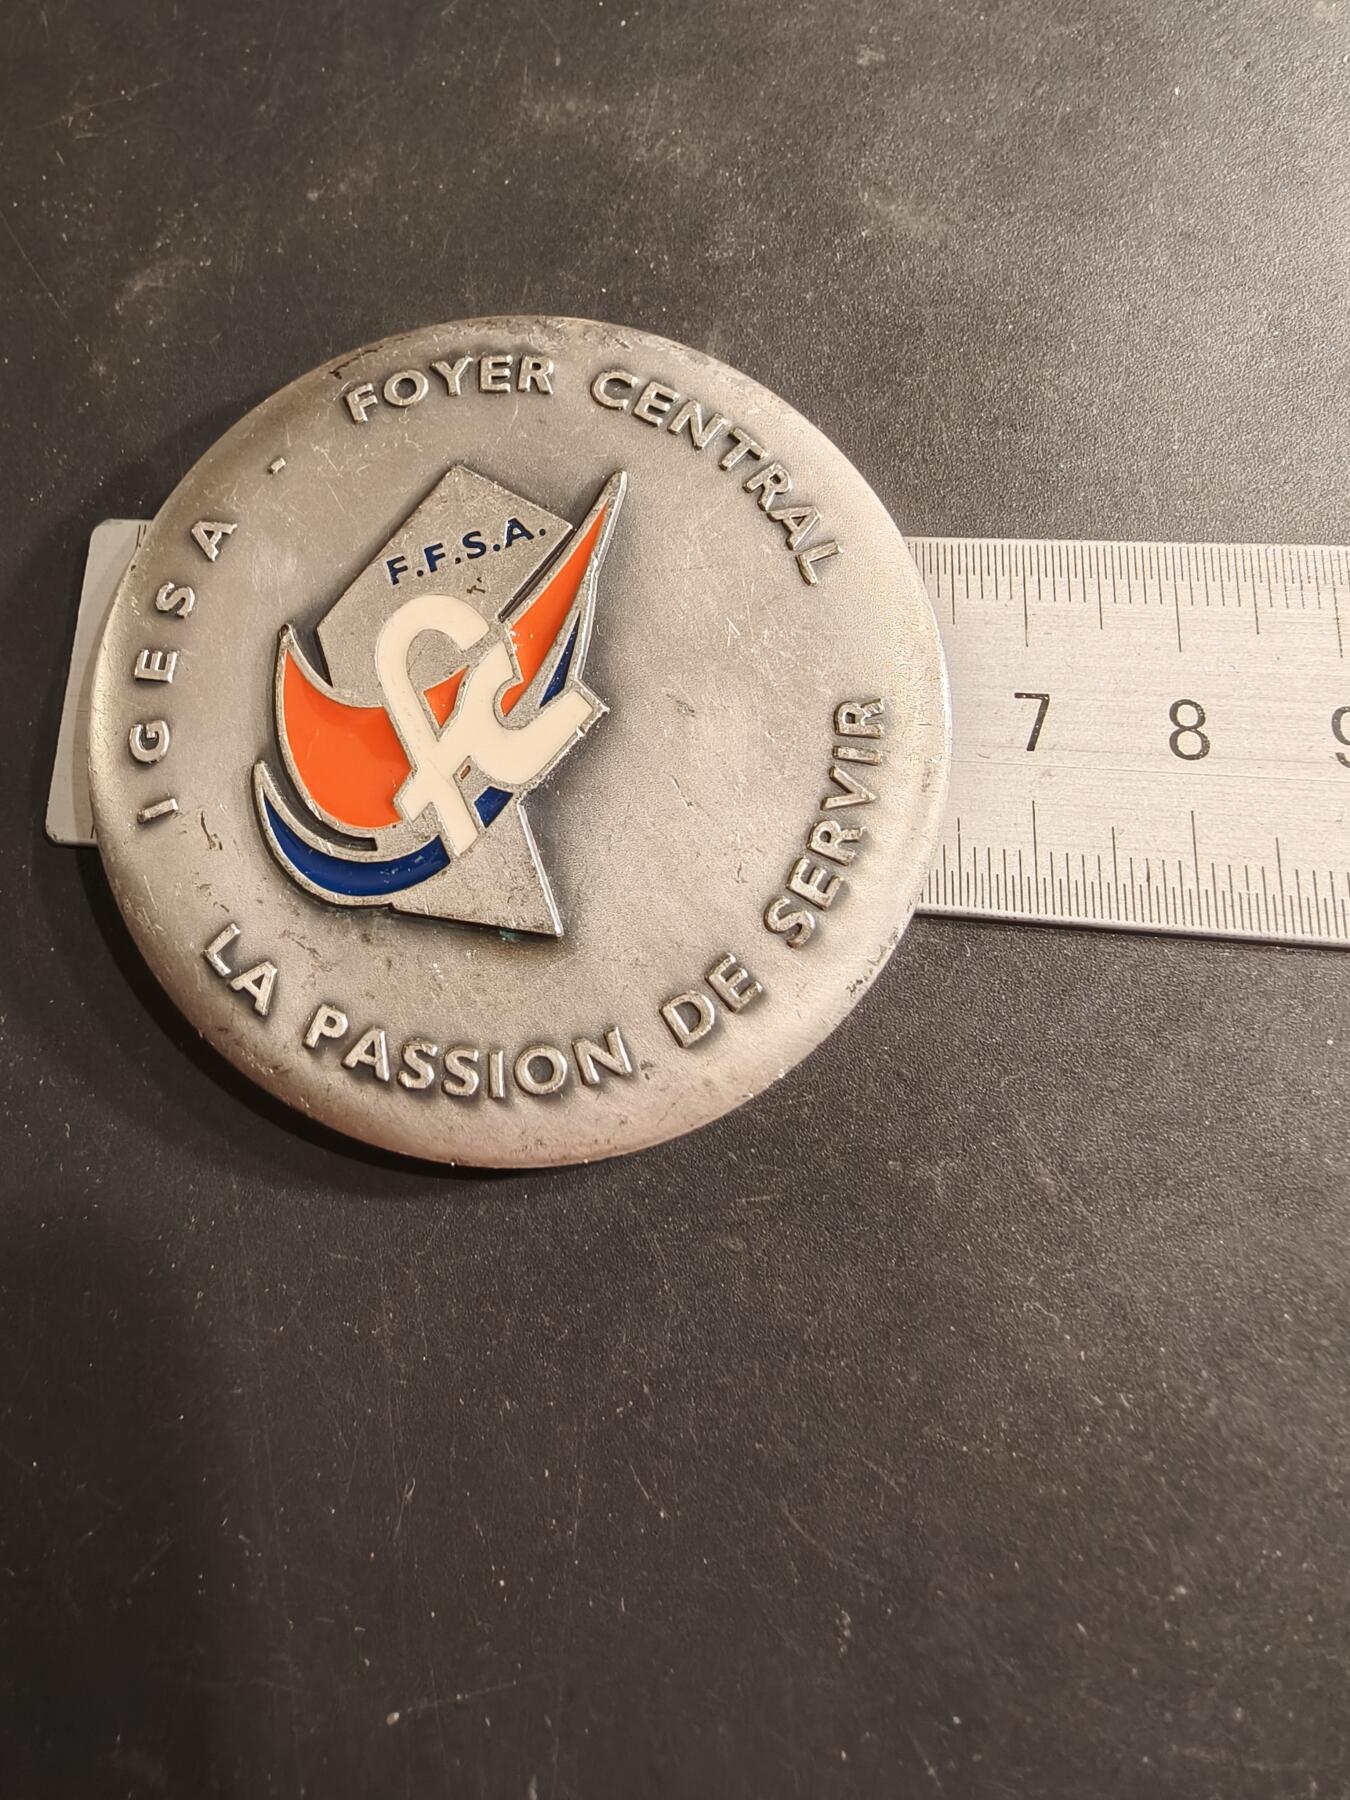 IGESA - FOYER CENTRAL
F.F.S.A.
fc
LA PASSION DE SERVIR
7 8 9